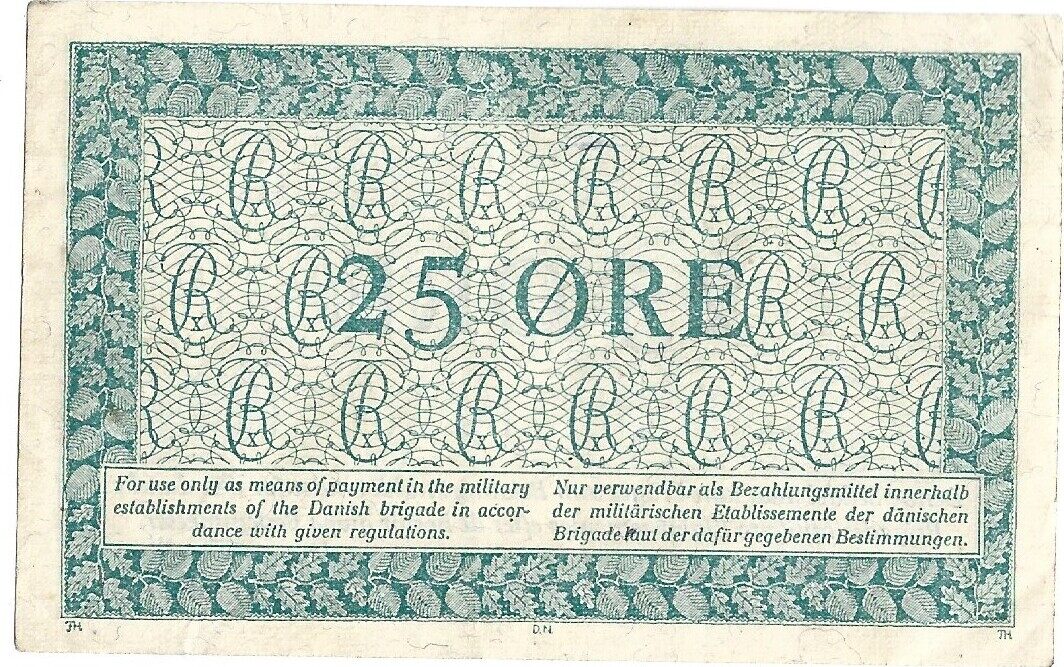 25 ØRE
For use only as means of payment in the military
establishments of the Danish brigade in accor-
dance with given regulations.
Nur verwendbar als Bezahlungsmittel innerhalb
der militärischen Etablissemente der dänischen
Brigade laut der dafür gegebenen Bestimmungen.
TH
D.N.
TH